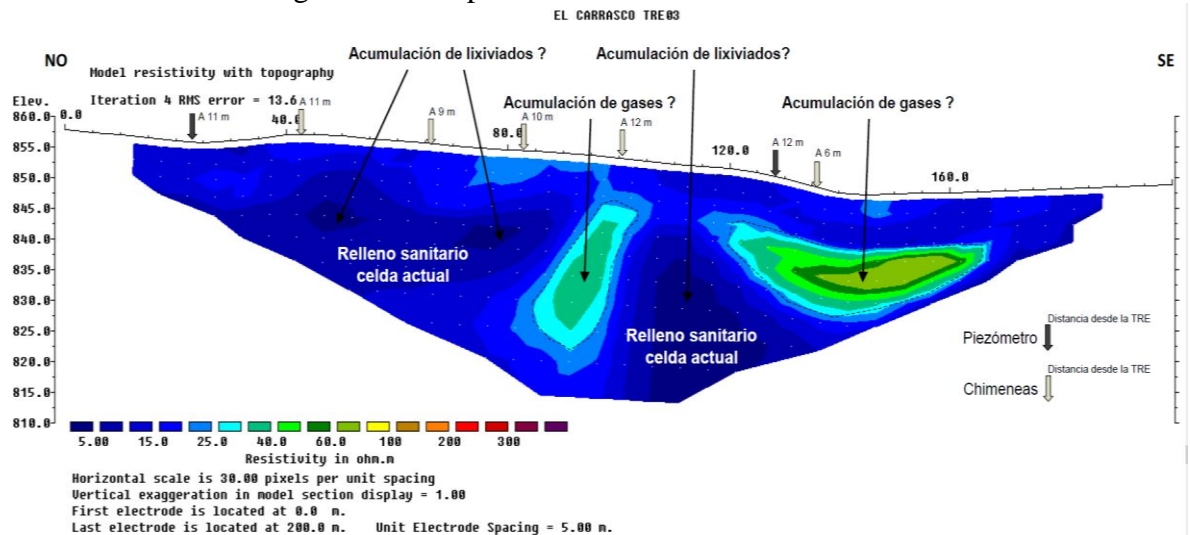 EL CARRASCO TRE03
Acumulación de lixiviados ?
Acumulación de lixiviados?
NO
SE
Model resistivity with topography
Iteration 4 RMS error = 13.6
Acumulación de gases ?
Acumulación de gases ?
Elev.
0.0
40.0
80.0
120.0
160.0
A 11 m
A 11 m
A 9 m
A 10 m
A 12 m
A 12 m
A 6 m
860.0
855.0
850.0
845.0
840.0
835.0
830.0
825.0
820.0
815.0
810.0
Relleno sanitario
celda actual
Relleno sanitario
celda actual
Distancia desde la TRE
Piezómetro
Distancia desde la TRE
Chimeneas
5.00 15.0 25.0 40.0 60.0 100 200 300
Resistivity in ohm.m
Horizontal scale is 30.00 pixels per unit spacing
Vertical exaggeration in model section display = 1.00
First electrode is located at 0.0 m.
Last electrode is located at 200.0 m. Unit Electrode Spacing = 5.00 m.